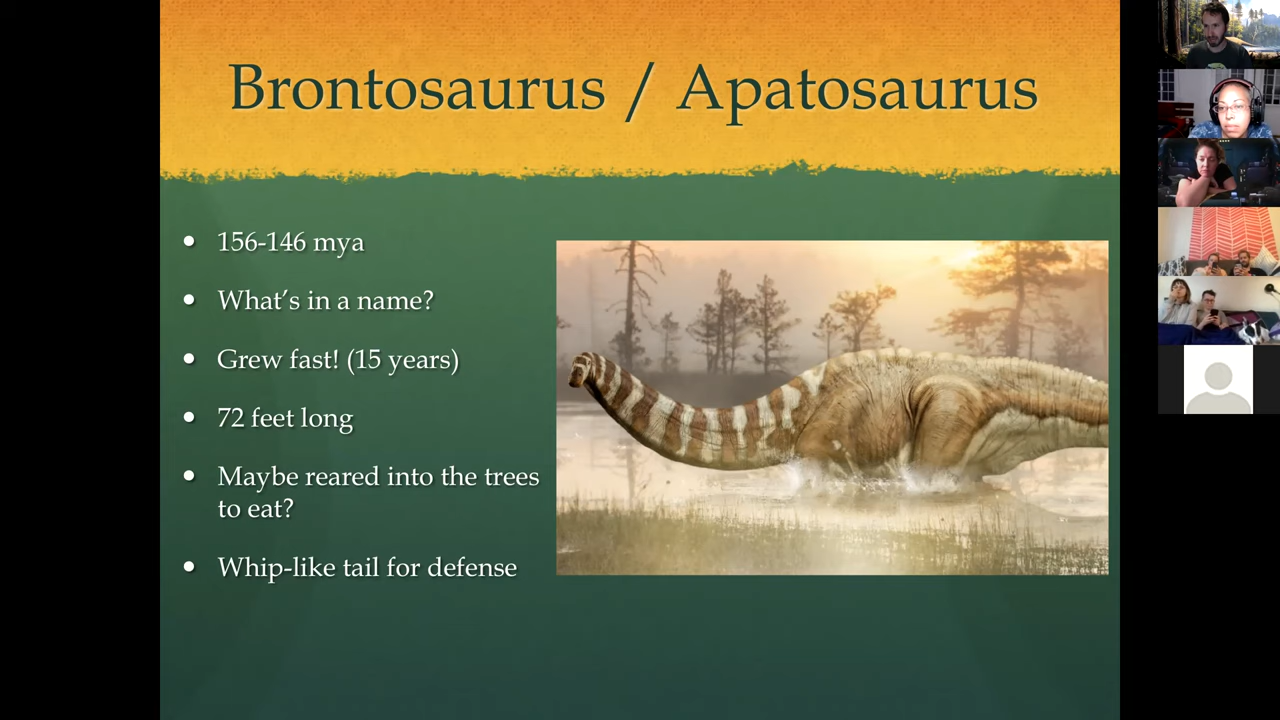 Brontosaurus / Apatosaurus
• 156-146 mya
• What's in a name?
• Grew fast! (15 years)
• 72 feet long
• Maybe reared into the trees
to eat?
• Whip-like tail for defense